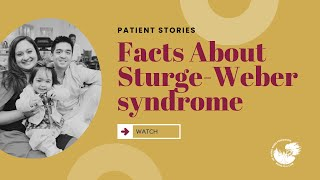 PATIENT STORIES
Facts About
Sturge-Weber
syndrome
WATCH